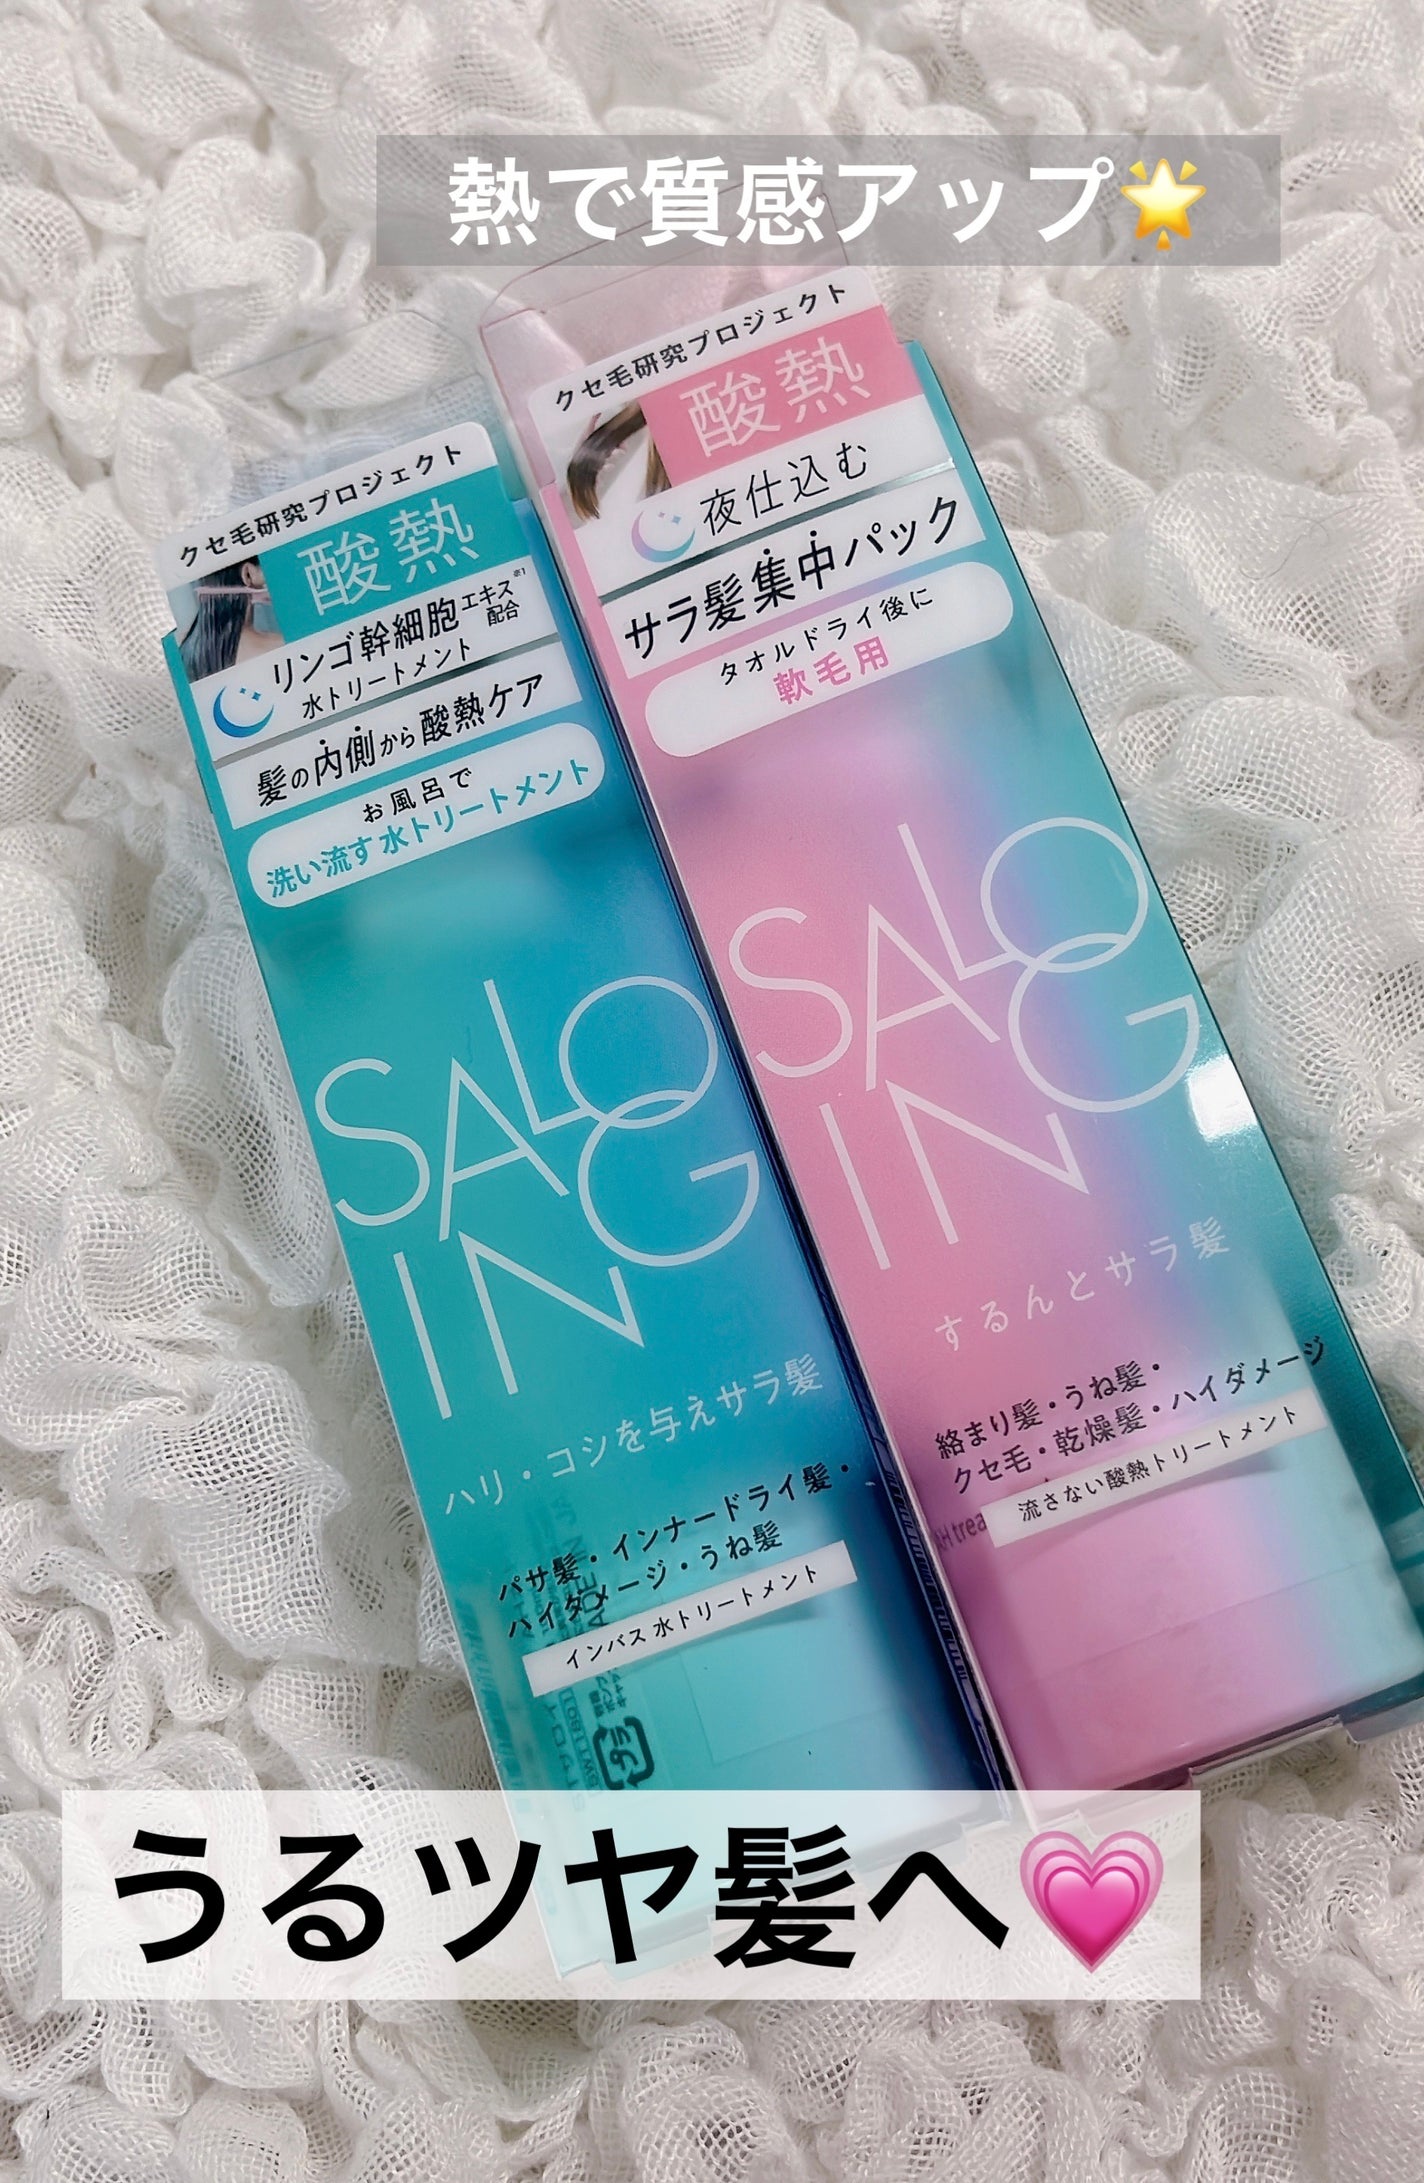 熱で質感アップ🌟
クセ毛研究プロジェクト
酸熱
リンゴ幹細胞エキス※1配合
水トリートメント
髪の内側から酸熱ケア
お風呂で
洗い流す水トリートメント
SALO
G
IN
ハリ・コシを与えサラ髪
パサ髪・インナードライ髪・
ハイダメージ・うね髪
インバス 水トリートメント
クセ毛研究プロジェクト
酸熱
夜仕込む
サラ髪集中パック
タオルドライ後に
軟毛用
SALO
G
IN
するんとサラ髪
絡まり髪・うね髪・
クセ毛・乾燥髪・ハイダメージ
流さない酸熱トリートメント
うるツヤ髪へ💗